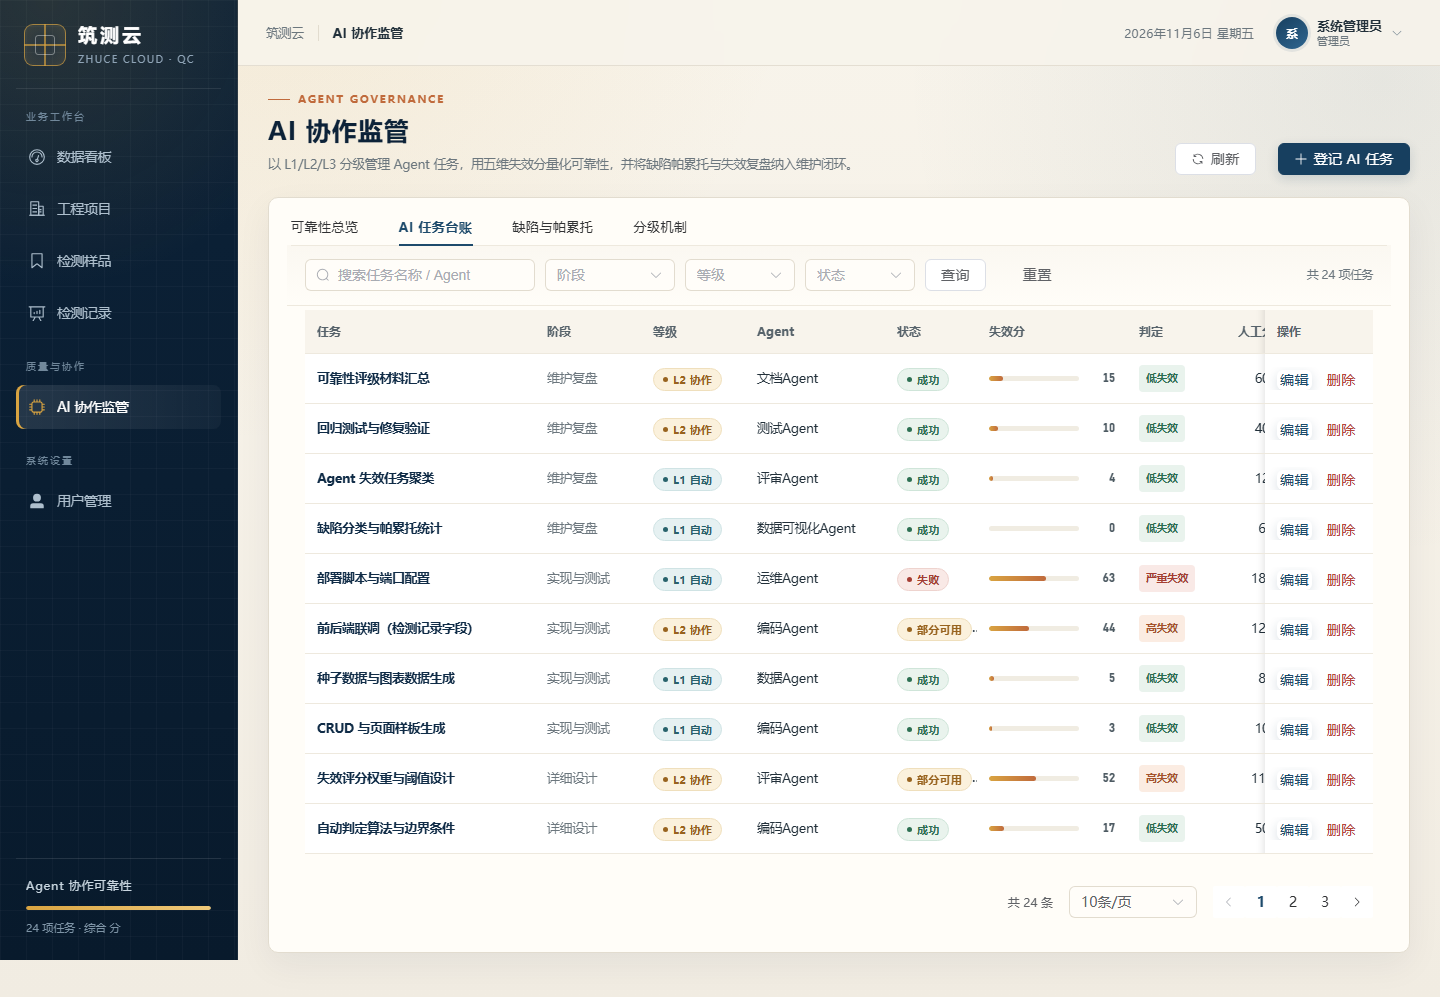 筑测云
ZHUCE CLOUD · QC
业务工作台
数据看板
工程项目
检测样品
检测记录
质量与协作
AI 协作监管
系统设置
用户管理
Agent 协作可靠性
24 项任务 · 综合 分
筑测云 AI 协作监管
2026年11月6日 星期五
系
系统管理员
管理员
AGENT GOVERNANCE
AI 协作监管
以 L1/L2/L3 分级管理 Agent 任务，用五维失效分量化可靠性，并将缺陷帕累托与失效复盘纳入维护闭环。
刷新
登记 AI 任务
可靠性总览 AI 任务台账 缺陷与帕累托 分级机制
搜索任务名称 / Agent 阶段 等级 状态 查询 重置 共 24 项任务
任务 阶段 等级 Agent 状态 失效分 判定 人工 操作
可靠性评级材料汇总 维护复盘 L2 协作 文档Agent 成功 15 低失效 60 编辑 删除
回归测试与修复验证 维护复盘 L2 协作 测试Agent 成功 10 低失效 40 编辑 删除
Agent 失效任务聚类 维护复盘 L1 自动 评审Agent 成功 4 低失效 12 编辑 删除
缺陷分类与帕累托统计 维护复盘 L1 自动 数据可视化Agent 成功 0 低失效 6 编辑 删除
部署脚本与端口配置 实现与测试 L1 自动 运维Agent 失败 63 严重失效 18 编辑 删除
前后端联调（检测记录字段） 实现与测试 L2 协作 编码Agent 部分可用 .. 44 高失效 12 编辑 删除
种子数据与图表数据生成 实现与测试 L1 自动 数据Agent 成功 5 低失效 8 编辑 删除
CRUD 与页面样板生成 实现与测试 L1 自动 编码Agent 成功 3 低失效 10 编辑 删除
失效评分权重与阈值设计 详细设计 L2 协作 评审Agent 部分可用 .. 52 高失效 11 编辑 删除
自动判定算法与边界条件 详细设计 L2 协作 编码Agent 成功 17 低失效 50 编辑 删除
共 24 条 10条/页 1 2 3